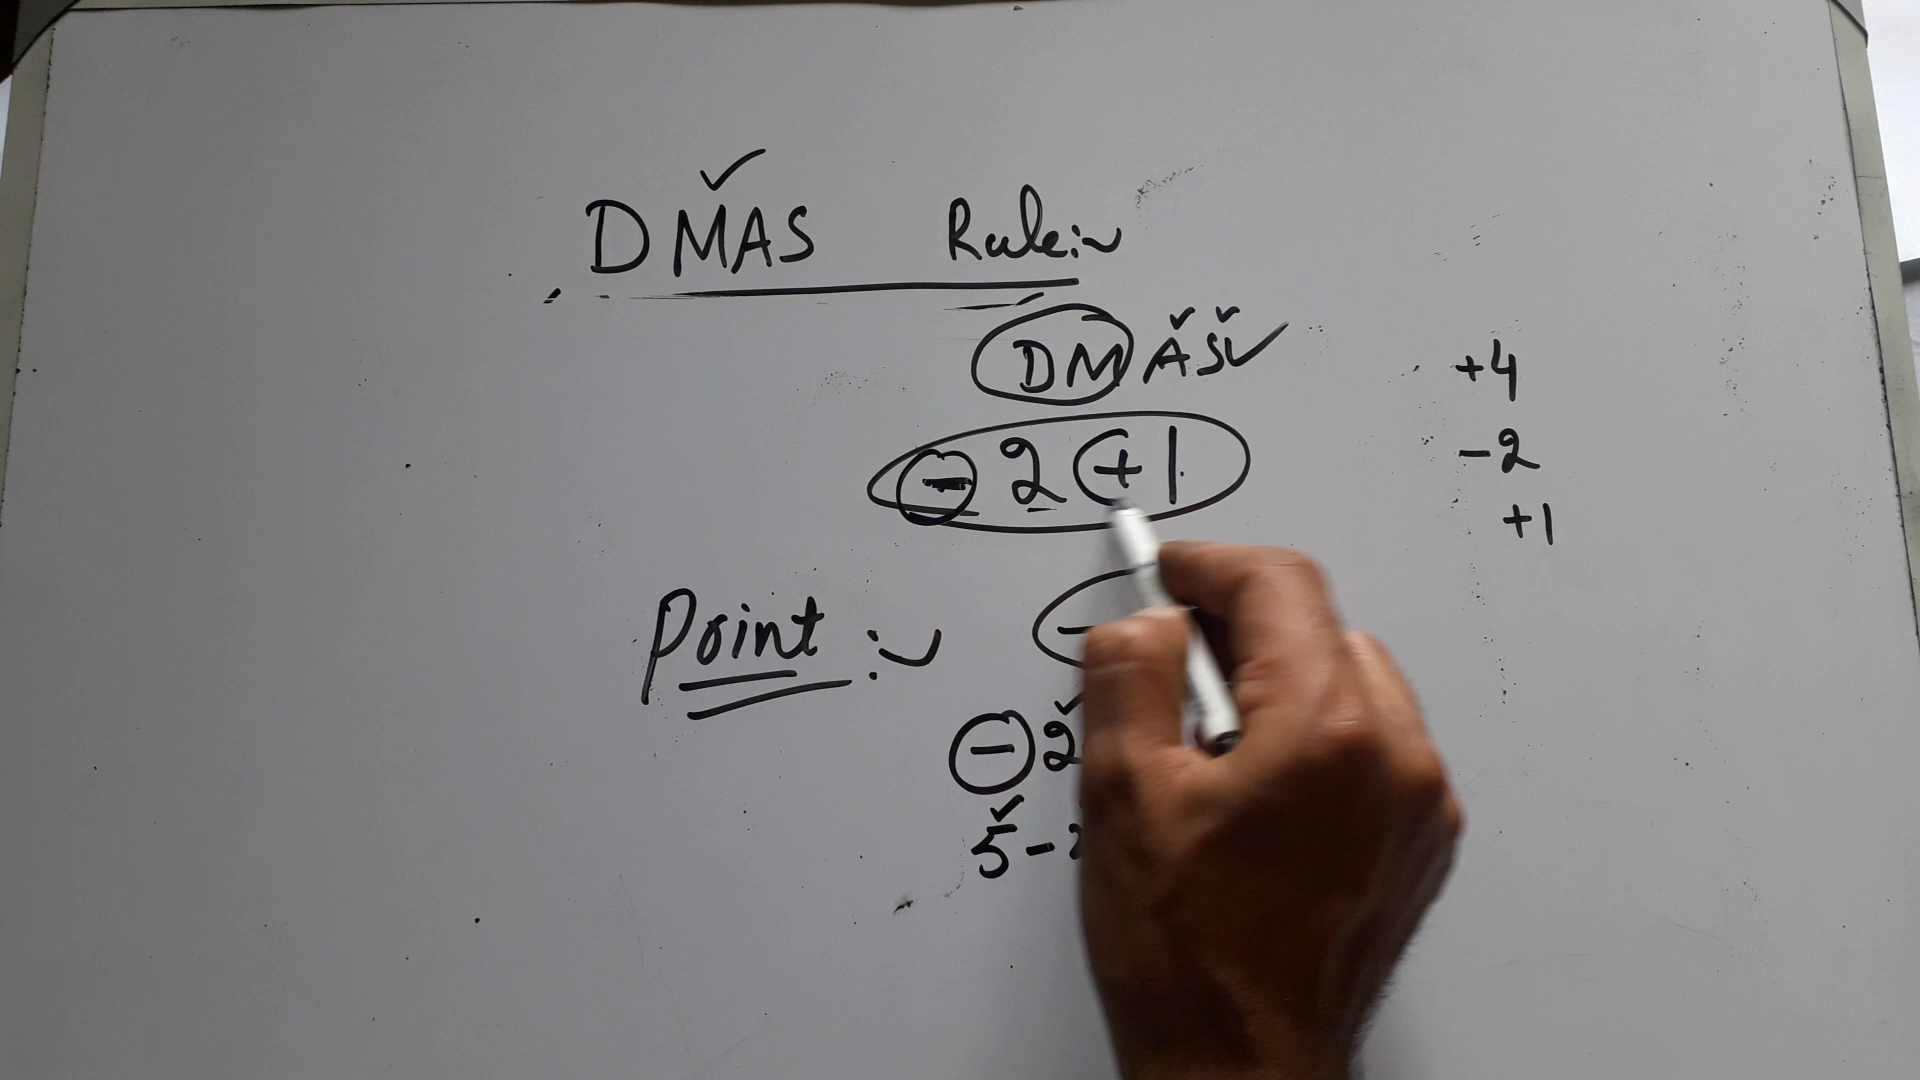 DMAS Rule:~
DMAS
- 2 + 1
+4
-2
+1
Point :~
-
- 2
5 -